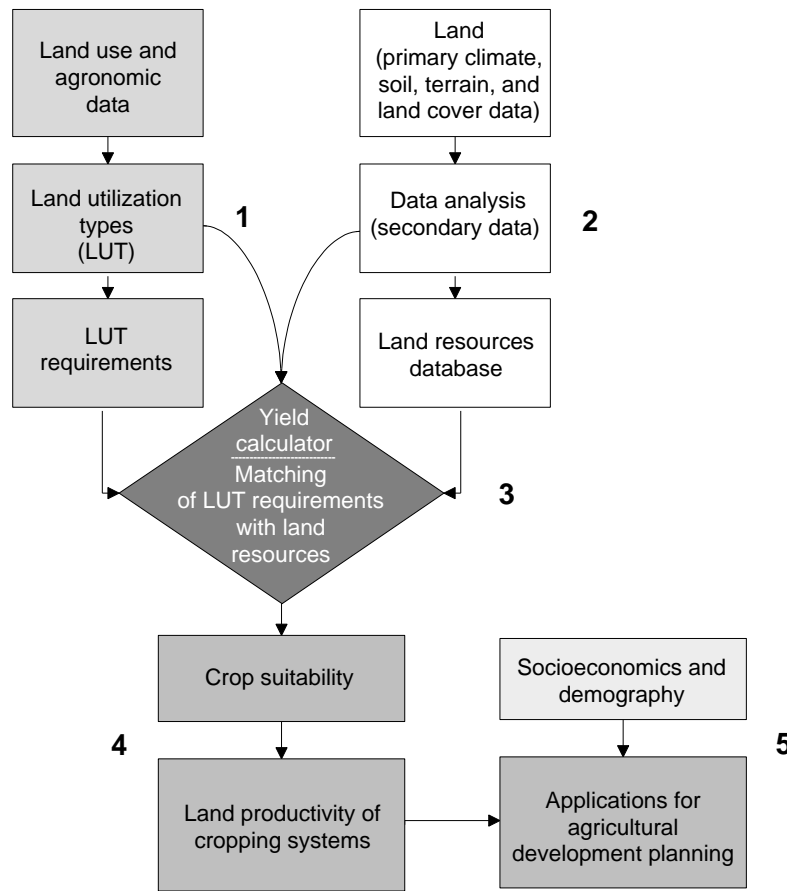 Land use and
agronomic
data
Land
(primary climate,
soil, terrain, and
land cover data)
Land utilization
types
(LUT)
1
Data analysis
(secondary data)
2
LUT
requirements
Land resources
database
Yield
calculator
Matching
of LUT requirements
with land
resources
3
Crop suitability
Socioeconomics and
demography
4
5
Land productivity of
cropping systems
Applications for
agricultural
development planning